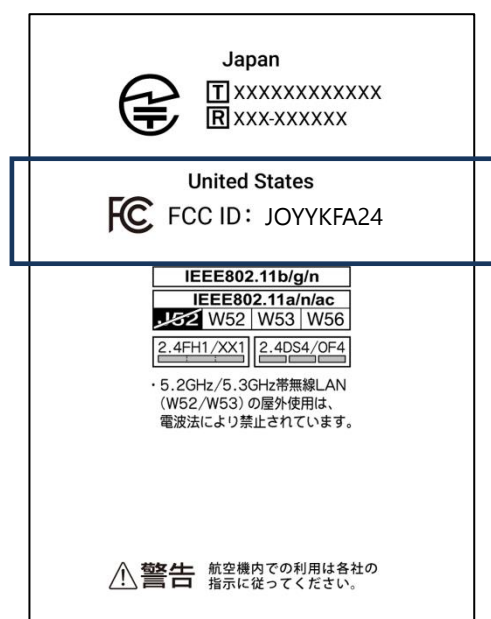 Japan
T XXXXXXXXXXXX
R XXX-XXXXXX
United States
FC FCC ID: JOYYKFA24
IEEE802.11b/g/n
IEEE802.11a/n/ac
J52 W52 W53 W56
2.4FH1/XX1 2.4DS4/OF4
・5.2GHz/5.3GHz帯無線LAN
(W52/W53)の屋外使用は、
電波法により禁止されています。
警告 航空機内での利用は各社の
指示に従ってください。